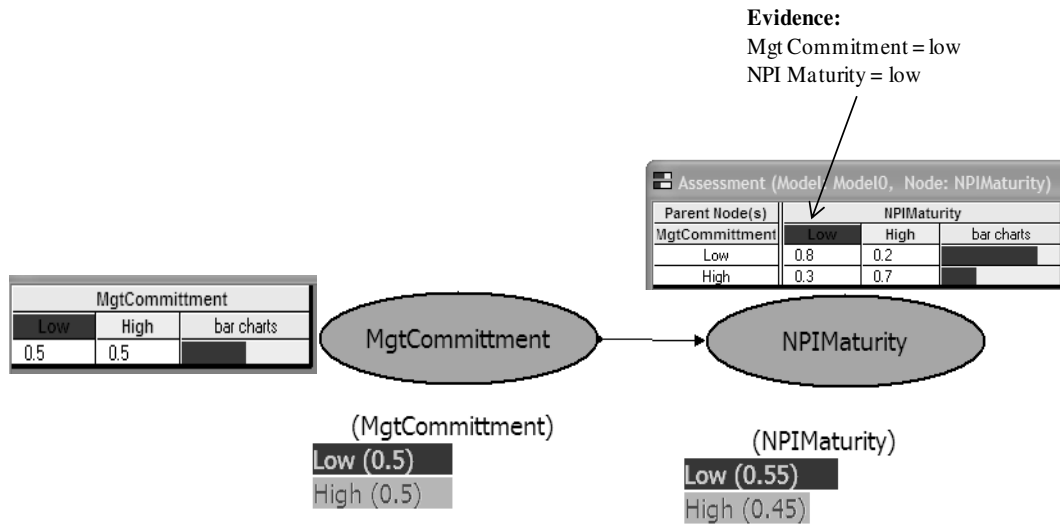 Evidence:
Mgt Commitment = low
NPI Maturity = low
Assessment (Model: Model0, Node: NPIMaturity)
Parent Node(s) NPIMaturity
MgtCommittment Low High bar charts
Low 0.8 0.2
High 0.3 0.7
MgtCommittment
Low High bar charts
0.5 0.5
MgtCommittment
NPIMaturity
(MgtCommittment)
Low (0.5)
High (0.5)
(NPIMaturity)
Low (0.55)
High (0.45)